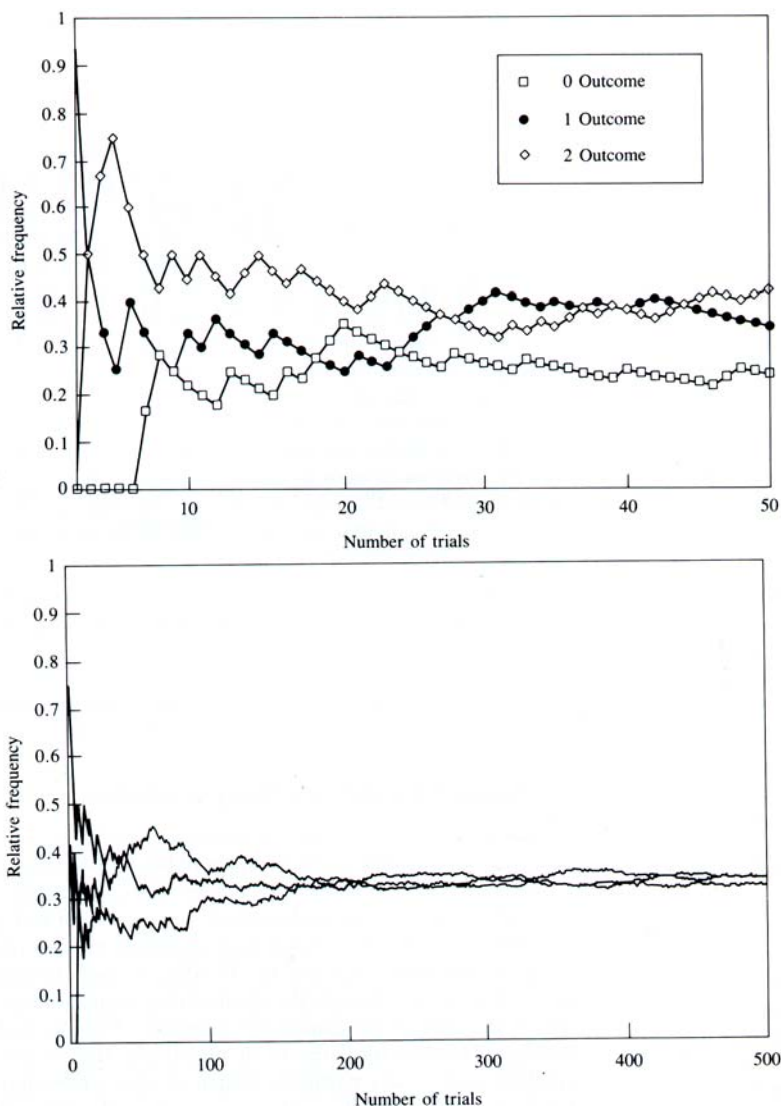 1
0.9
0.8
0.7
0.6
0.5
0.4
0.3
0.2
0.1
0
Relative frequency
0 Outcome
1 Outcome
2 Outcome
10 20 30 40 50
Number of trials
1
0.9
0.8
0.7
0.6
0.5
0.4
0.3
0.2
0.1
0
Relative frequency
0 100 200 300 400 500
Number of trials